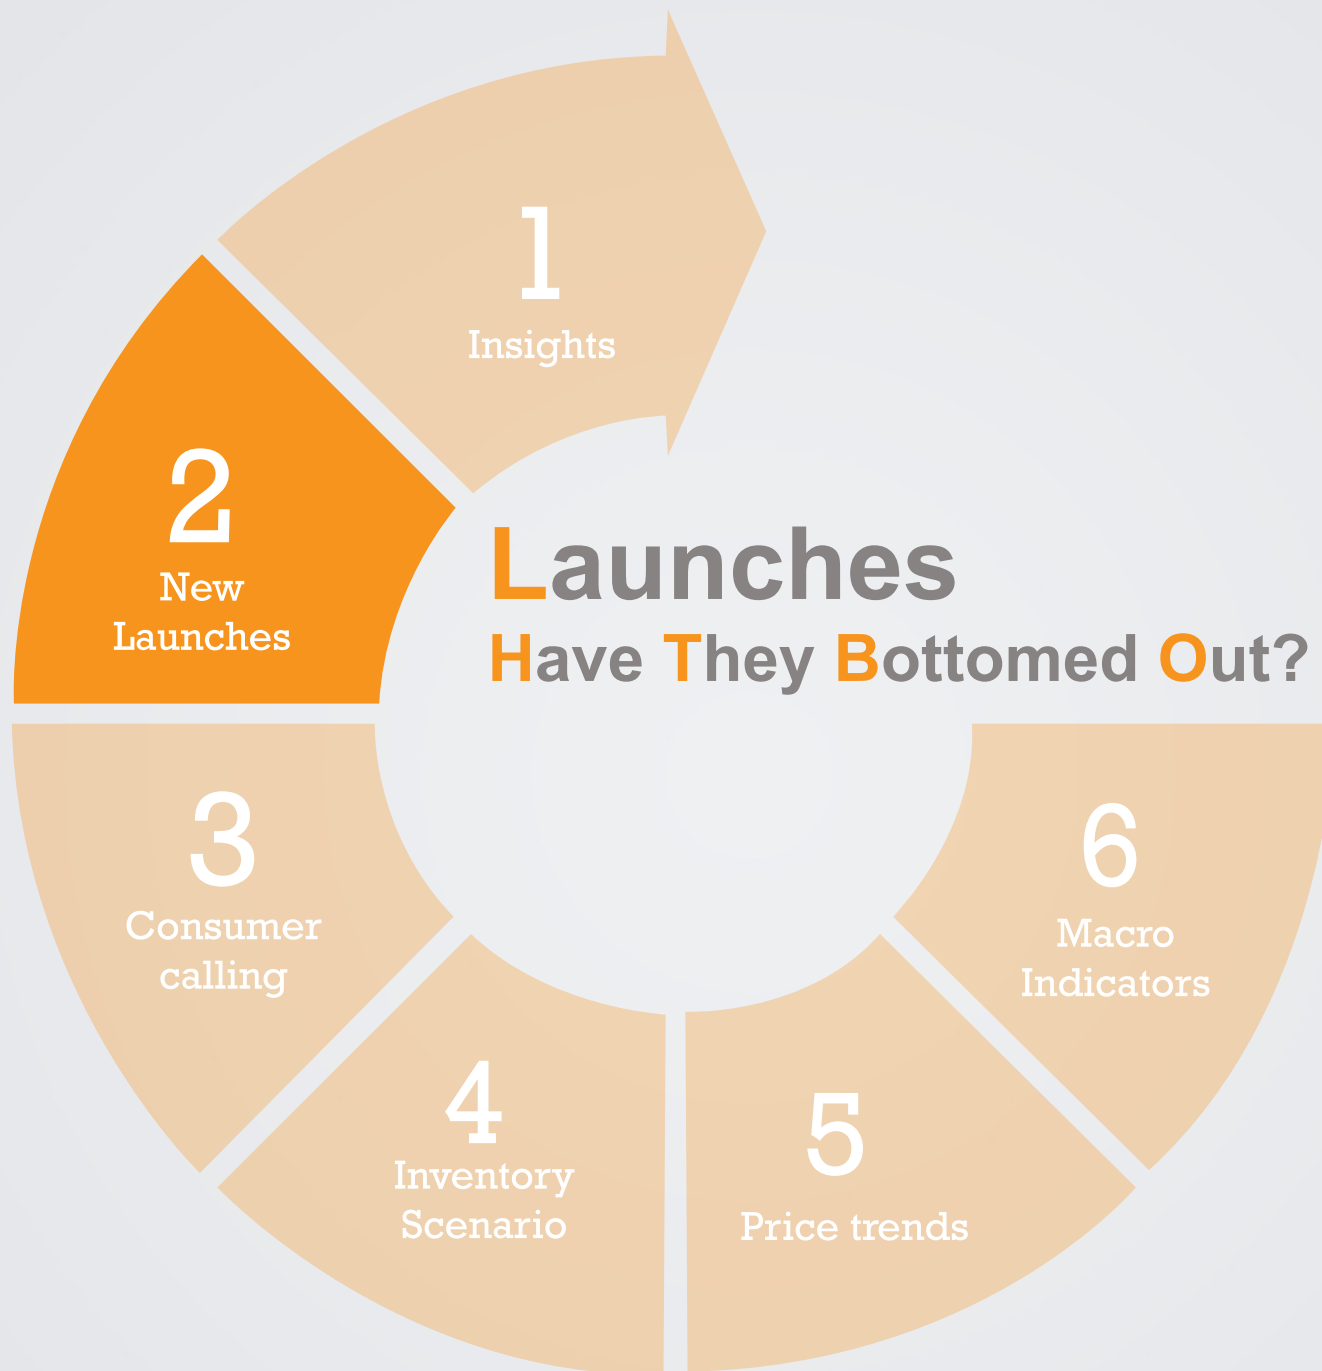 1
Insights
2
New
Launches
Launches
Have They Bottomed Out?
3
Consumer
calling
4
Inventory
Scenario
5
Price trends
6
Macro
Indicators